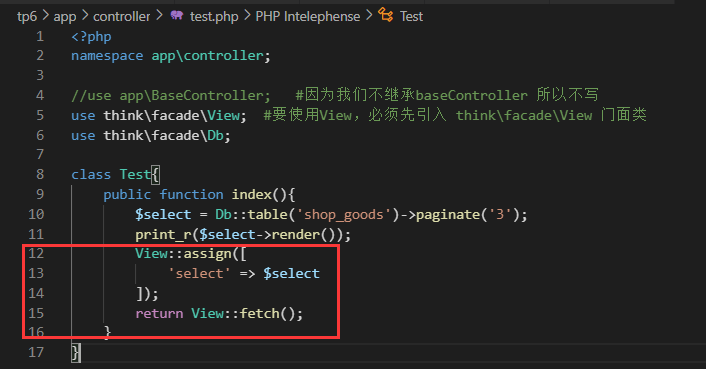 tp6 > app > controller > test.php > PHP Intelephense > Test
1 <?php
2 namespace app\controller;
3
4 //use app\BaseController;   #因为我们不继承baseController 所以不写
5 use think\facade\View;  #要使用View，必须先引入 think\facade\View 门面类
6 use think\facade\Db;
7
8 class Test{
9     public function index(){
10         $select = Db::table('shop_goods')->paginate('3');
11         print_r($select->render());
12         View::assign([
13             'select' => $select
14         ]);
15         return View::fetch();
16     }
17 }